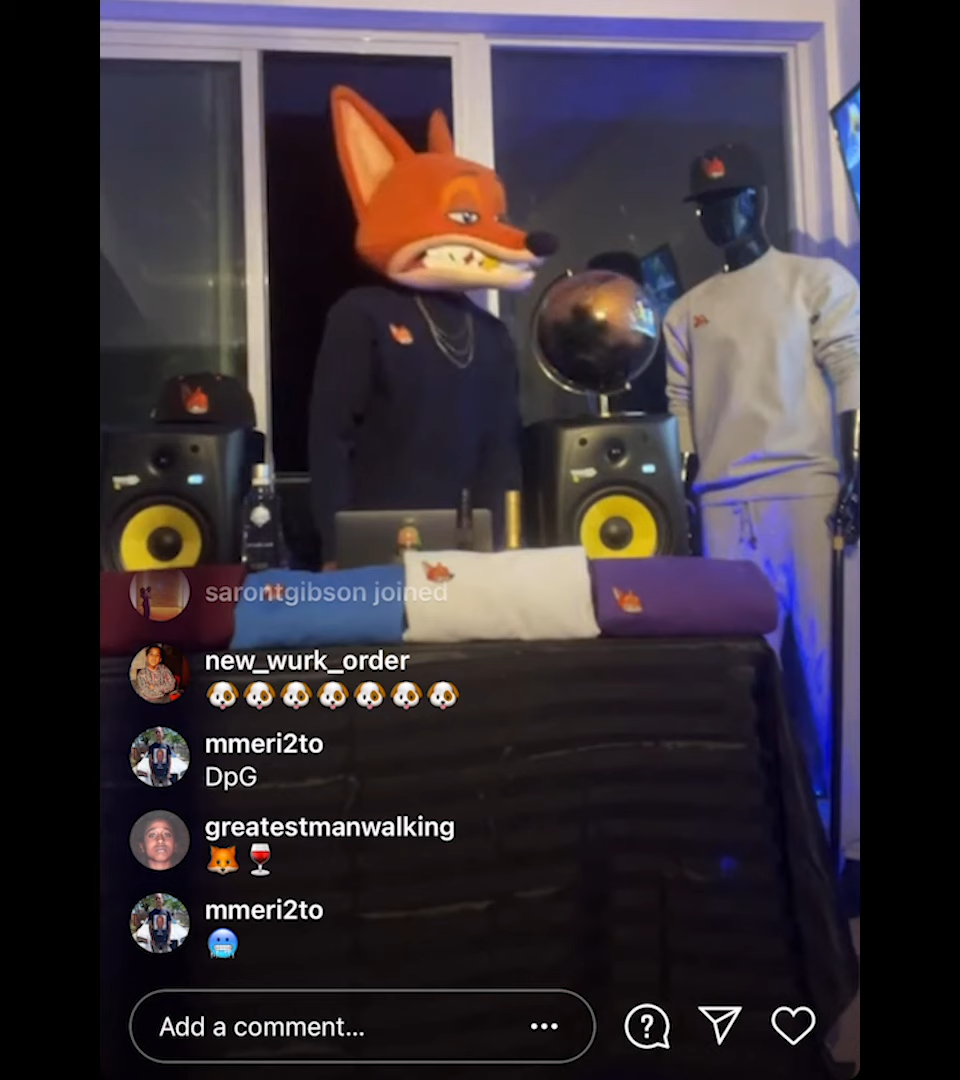 sarontgibson joined
new_wurk_order
🐶🐶🐶🐶🐶🐶🐶
mmeri2to
DpG
greatestmanwalking
🦊🍷
mmeri2to
🥶
Add a comment...